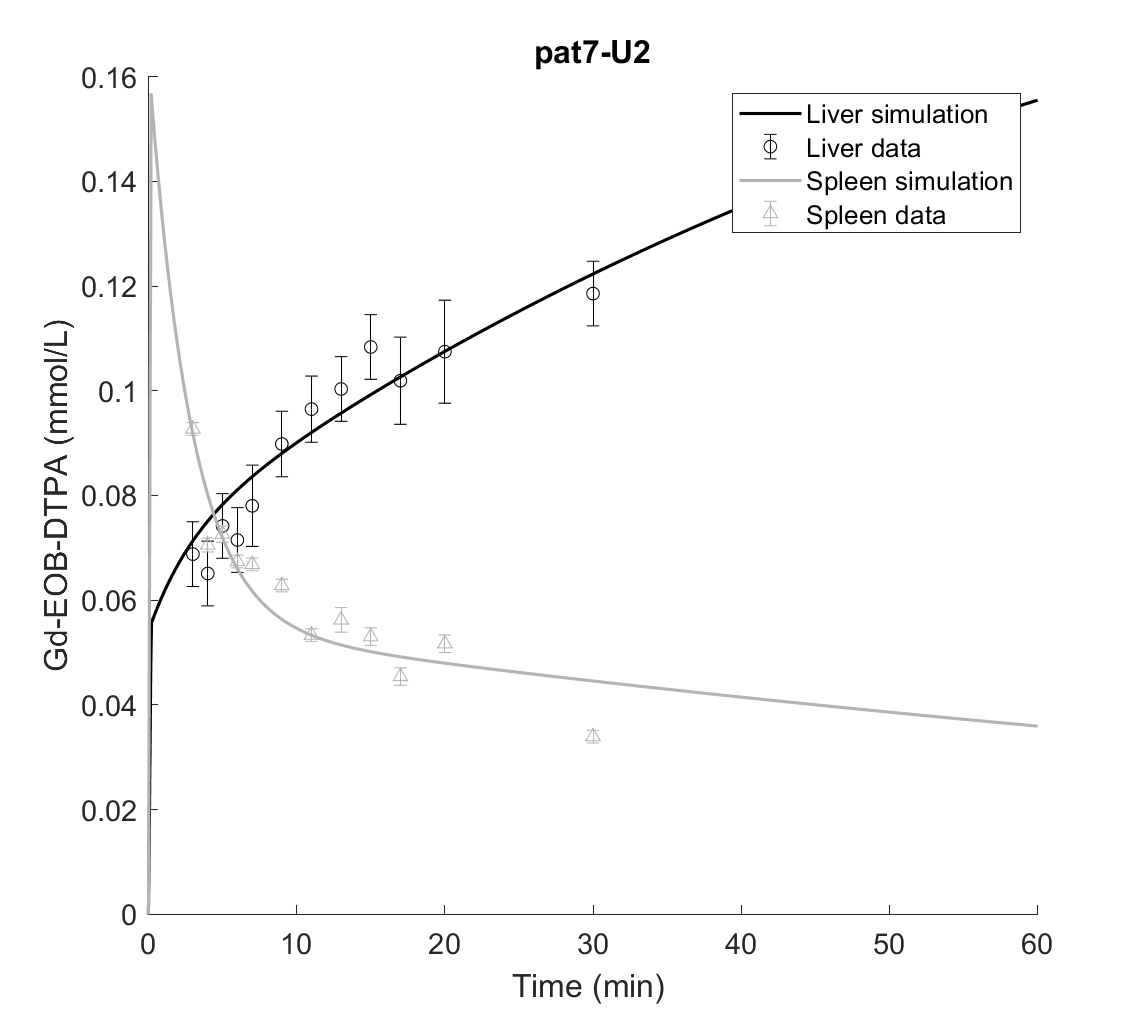 pat7-U2
0.16
0.14
0.12
0.1
0.08
0.06
0.04
0.02
0
Gd-EOB-DTPA (mmol/L)
Liver simulation
Liver data
Spleen simulation
Spleen data
0 10 20 30 40 50 60
Time (min)